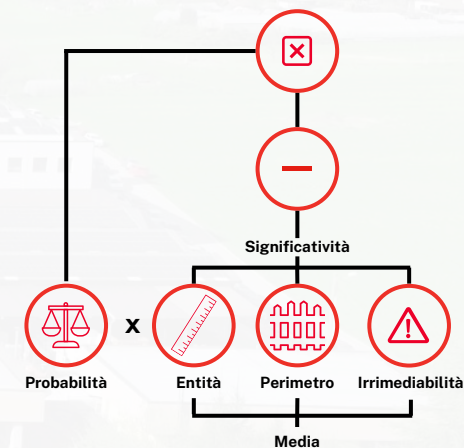 Significatività
x
Probabilità
Entità
Perimetro
Irrimediabilità
Media